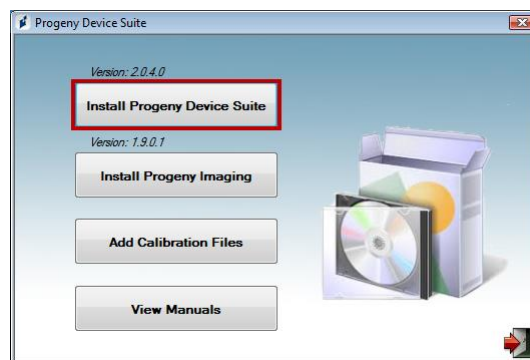 Progeny Device Suite
Version: 2.0.4.0
Install Progeny Device Suite
Version: 1.9.0.1
Install Progeny Imaging
Add Calibration Files
View Manuals